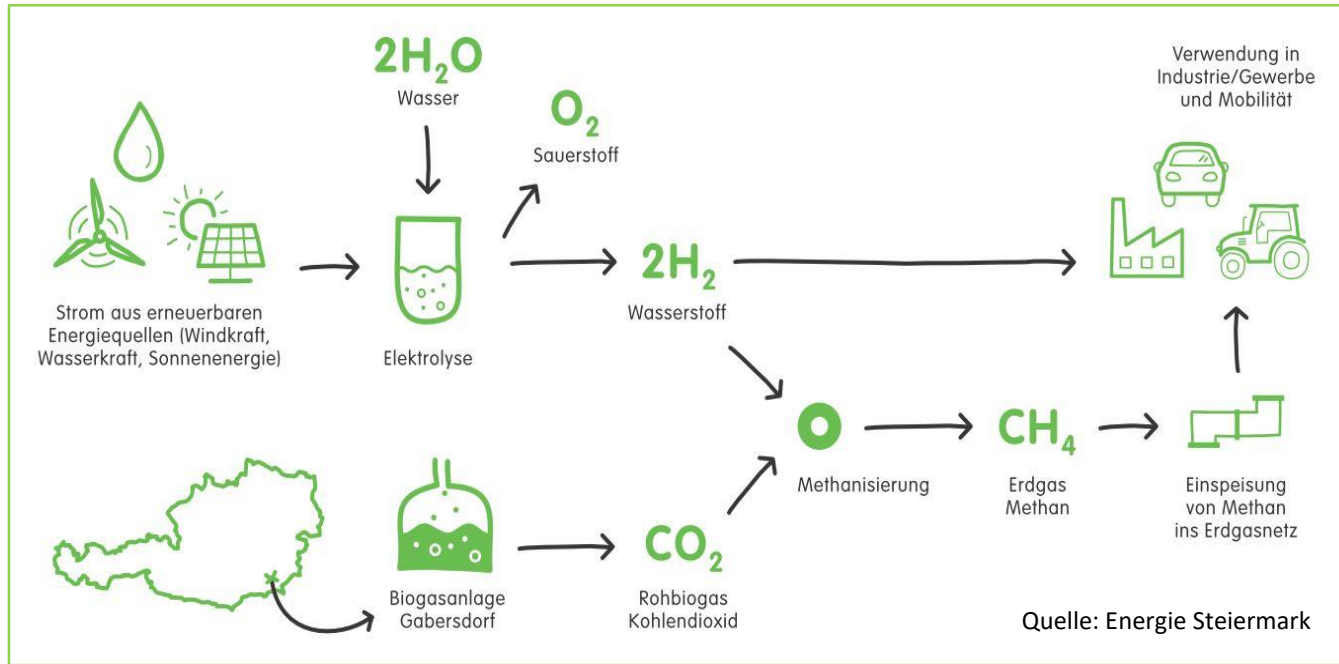 2H₂O
Wasser
O₂
Sauerstoff
Verwendung in
Industrie/Gewerbe
und Mobilität
Strom aus erneuerbaren
Energiequellen (Windkraft,
Wasserkraft, Sonnenenergie)
Elektrolyse
2H₂
Wasserstoff
Methanisierung
CH₄
Erdgas
Methan
Einspeisung
von Methan
ins Erdgasnetz
Biogasanlage
Gabersdorf
CO₂
Rohbiogas
Kohlendioxid
Quelle: Energie Steiermark